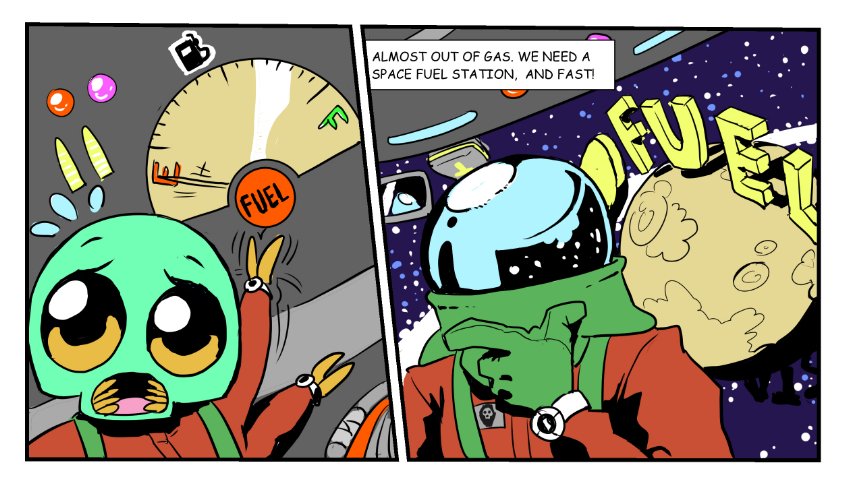 E
F
FUEL
ALMOST OUT OF GAS. WE NEED A
SPACE FUEL STATION, AND FAST!
FUEL